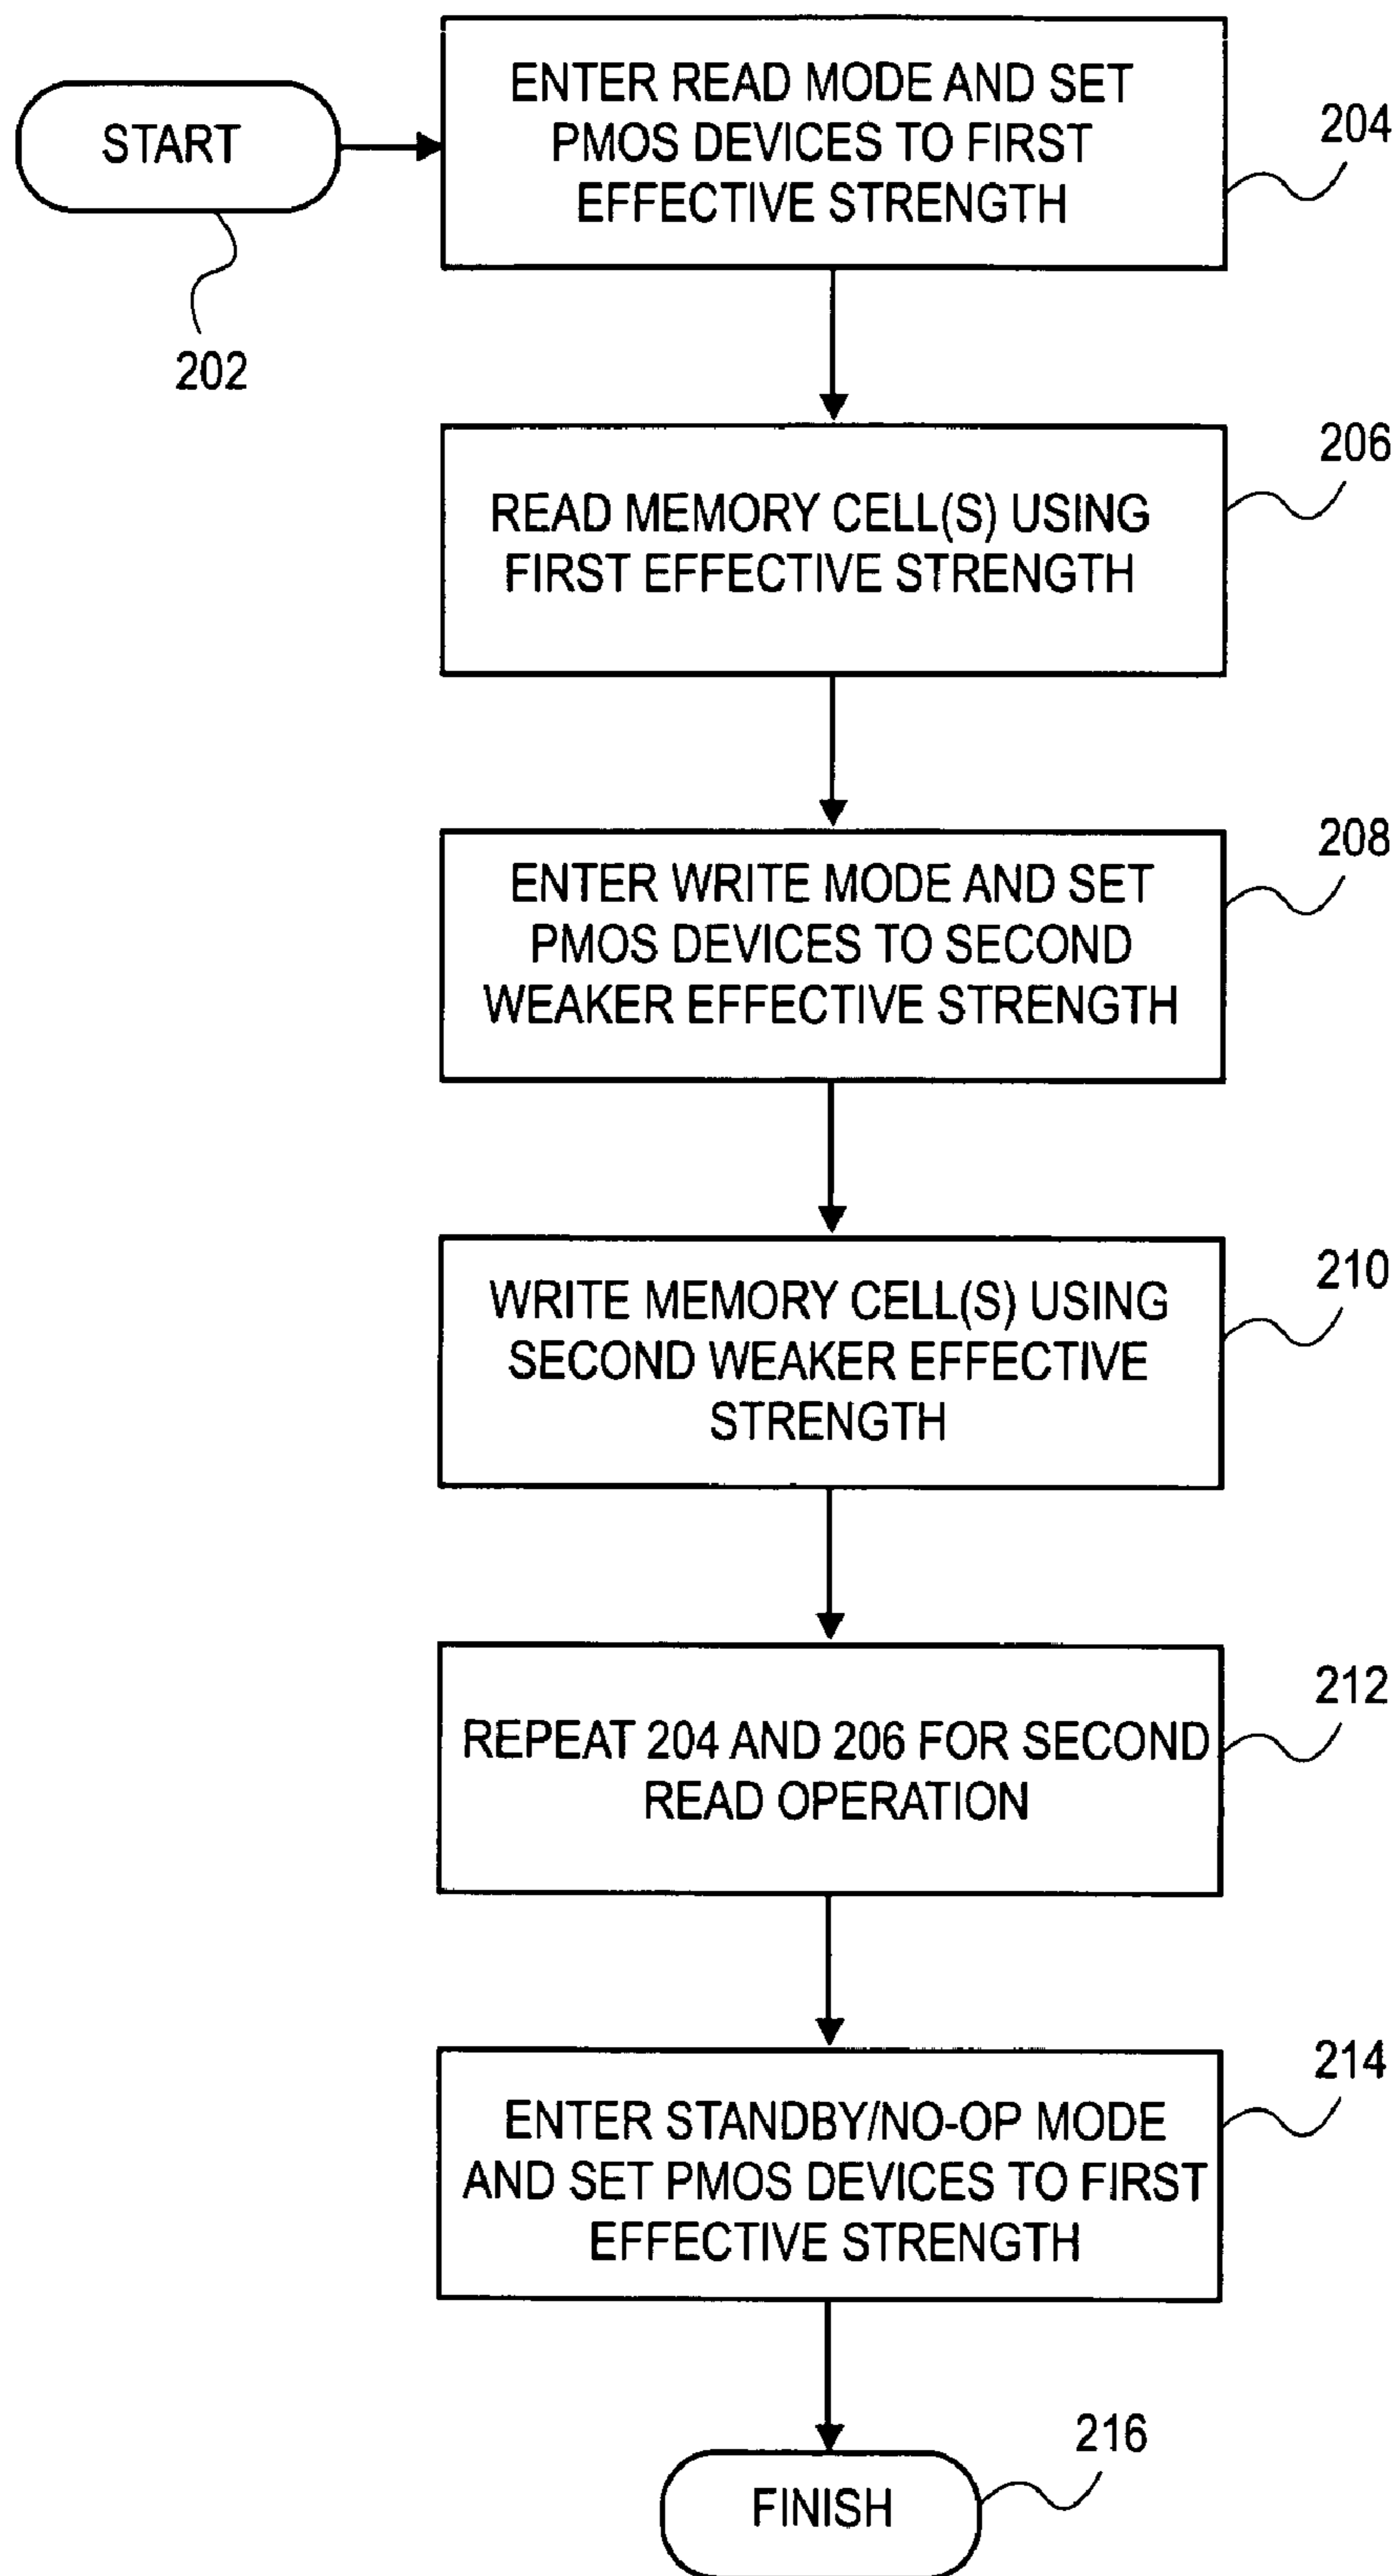 START
202
ENTER READ MODE AND SET
PMOS DEVICES TO FIRST
EFFECTIVE STRENGTH
204
READ MEMORY CELL(S) USING
FIRST EFFECTIVE STRENGTH
206
ENTER WRITE MODE AND SET
PMOS DEVICES TO SECOND
WEAKER EFFECTIVE STRENGTH
208
WRITE MEMORY CELL(S) USING
SECOND WEAKER EFFECTIVE
STRENGTH
210
REPEAT 204 AND 206 FOR SECOND
READ OPERATION
212
ENTER STANDBY/NO-OP MODE
AND SET PMOS DEVICES TO FIRST
EFFECTIVE STRENGTH
214
FINISH
216